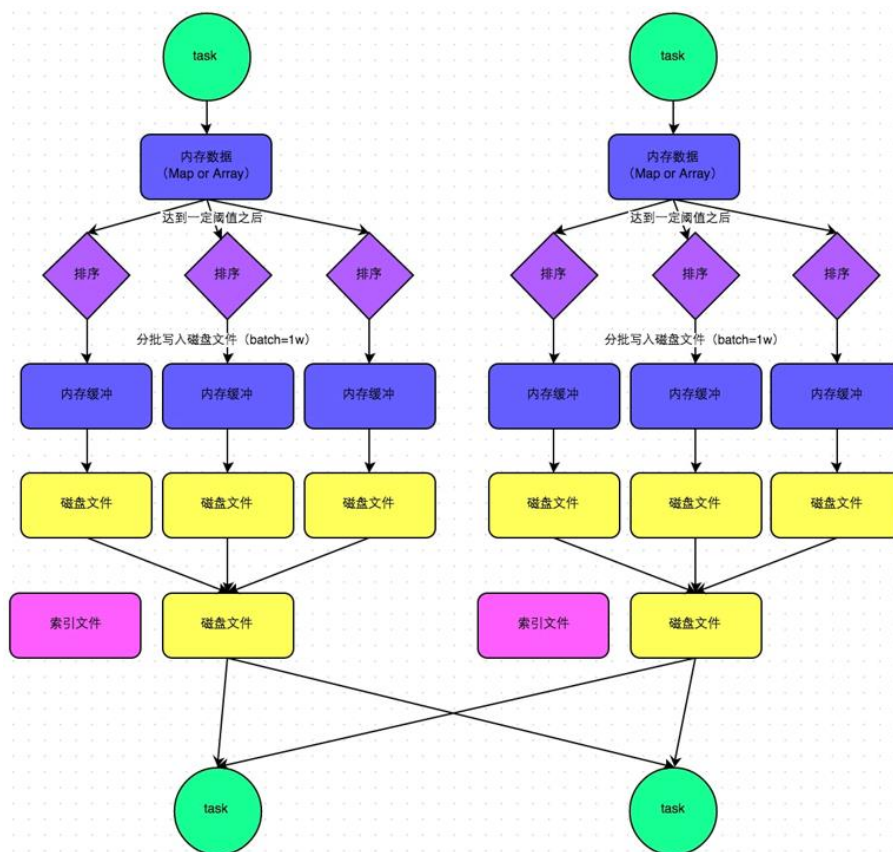 task
task
内存数据
（Map or Array）
内存数据
（Map or Array）
达到一定阈值之后
达到一定阈值之后
排序
排序
排序
排序
排序
排序
分批写入磁盘文件（batch=1w）
分批写入磁盘文件（batch=1w）
内存缓冲
内存缓冲
内存缓冲
内存缓冲
内存缓冲
内存缓冲
磁盘文件
磁盘文件
磁盘文件
磁盘文件
磁盘文件
磁盘文件
索引文件
磁盘文件
索引文件
磁盘文件
task
task